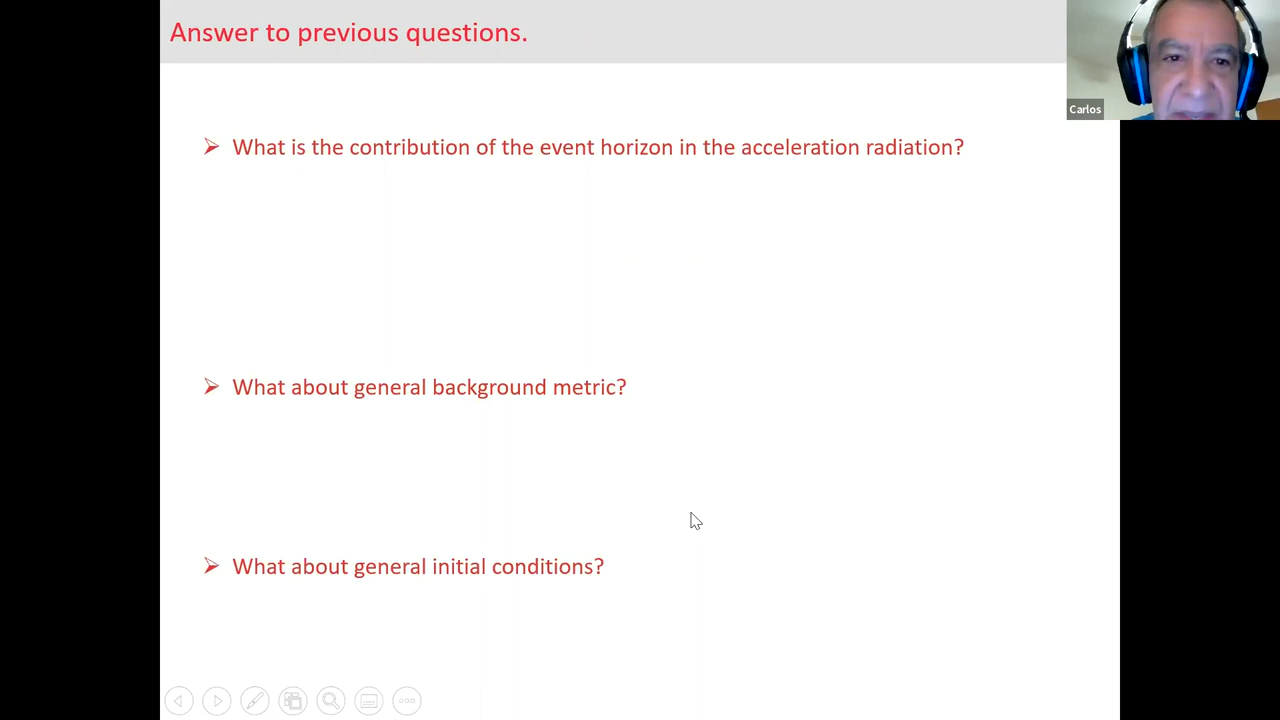 Answer to previous questions.
Carlos
What is the contribution of the event horizon in the acceleration radiation?
What about general background metric?
What about general initial conditions?